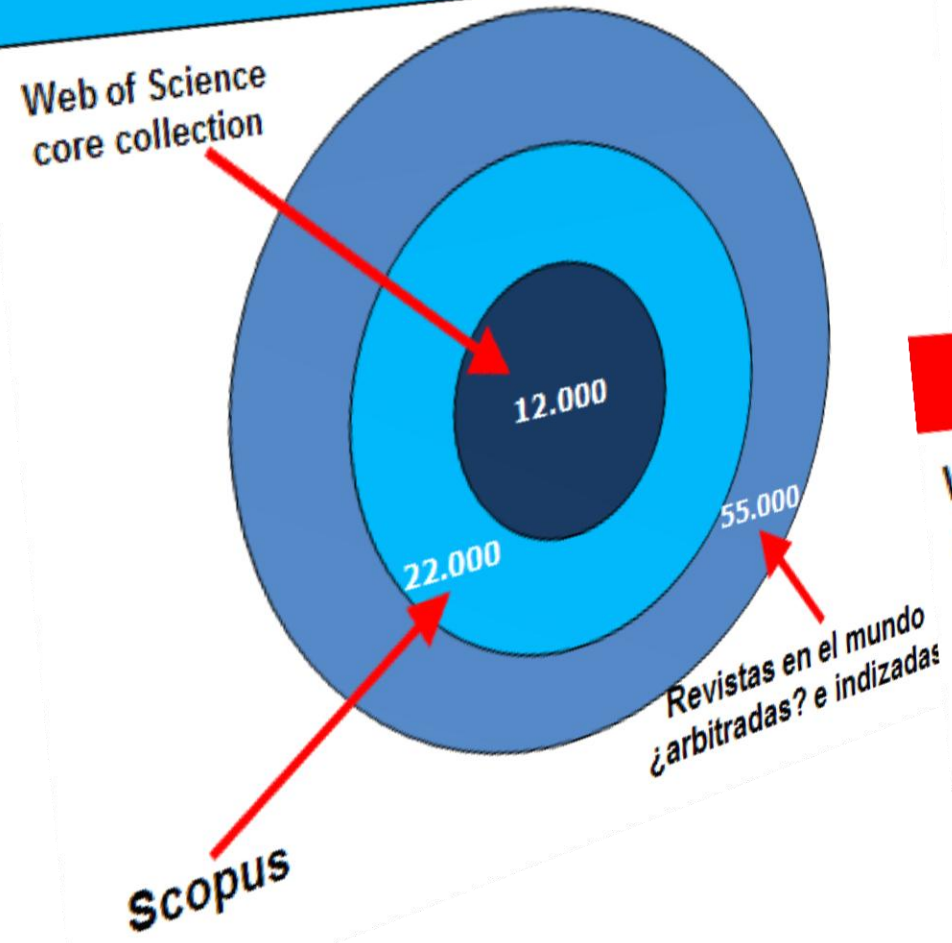 Web of Science
core collection
12.000
55.000
22.000
Revistas en el mundo
¿arbitradas? e indizadas
Scopus